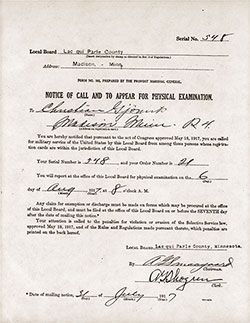 Serial No. 548
Local Board Lac qui Parle County
Address: Madison, - Minn.
FORM NO. 103, PREPARED BY THE PROVOST MARSHAL GENERAL.
NOTICE OF CALL AND TO APPEAR FOR PHYSICAL EXAMINATION.
To Christian
Madison Minn R 4
You are hereby notified that pursuant to the act of Congress approved May 18, 1917, you are called
for military service of the United States by this Local Board from among those persons whose registra-
tion cards are within the jurisdiction of this Local Board.
Your Serial Number is 548 and your Order Number is 21
You will report at the office of this Local Board for physical examination on the 6
day of Aug 1917, at 8 o'clock A. M.
Any claim for exemption or discharge must be made on forms which may be procured at the office
of this Local Board, and must be filed at the office of this Local Board on or before the SEVENTH day
after the date of mailing this notice.*
Your attention is called to the penalties for violation or evasion of the Selective Service law,
approved May 18, 1917, and of the Rules and Regulations made pursuant thereto, which penalties are
printed on the back hereof.
Local Board: Lac qui Parle County, Minnesota.
By
Chairman.
Clerk.
*Date of mailing notice, 31 July 1917